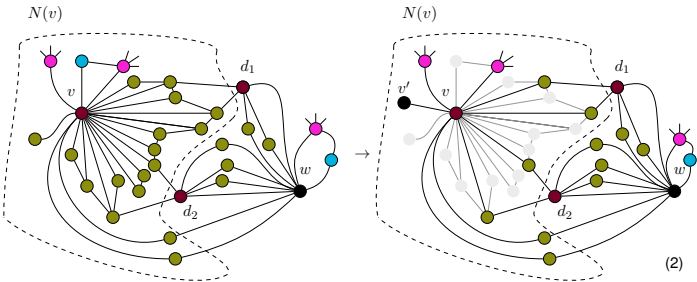 N(v) N(v)
d₁ d₁
v v v′
w → w
d₂ d₂
(2)